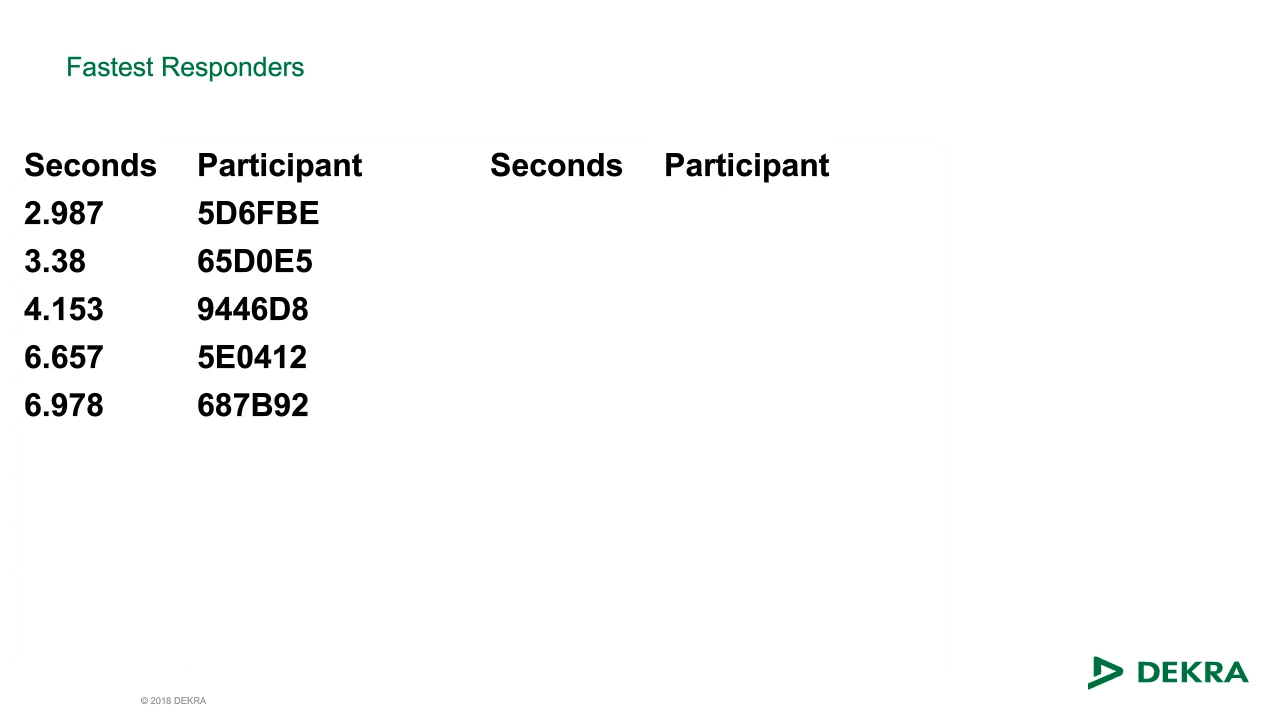 Fastest Responders
Seconds Participant Seconds Participant
2.987 5D6FBE
3.38 65D0E5
4.153 9446D8
6.657 5E0412
6.978 687B92
DEKRA
© 2018 DEKRA